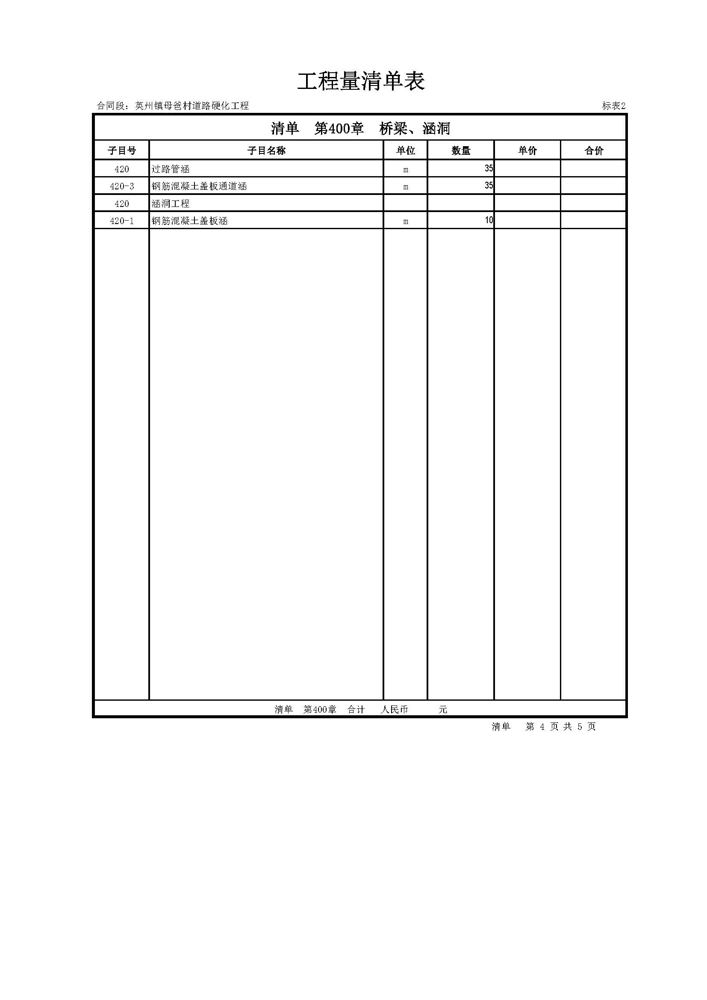 工程量清单表
合同段：英州镇母爸村道路硬化工程 标表2
清单 第400章 桥梁、涵洞
子目号 子目名称 单位 数量 单价 合价
420 过路管涵 m 35
420-3 钢筋混凝土盖板通道涵 m 35
420 涵洞工程
420-1 钢筋混凝土盖板涵 m 10
清单 第400章 合计 人民币 元
清单 第 4 页 共 5 页